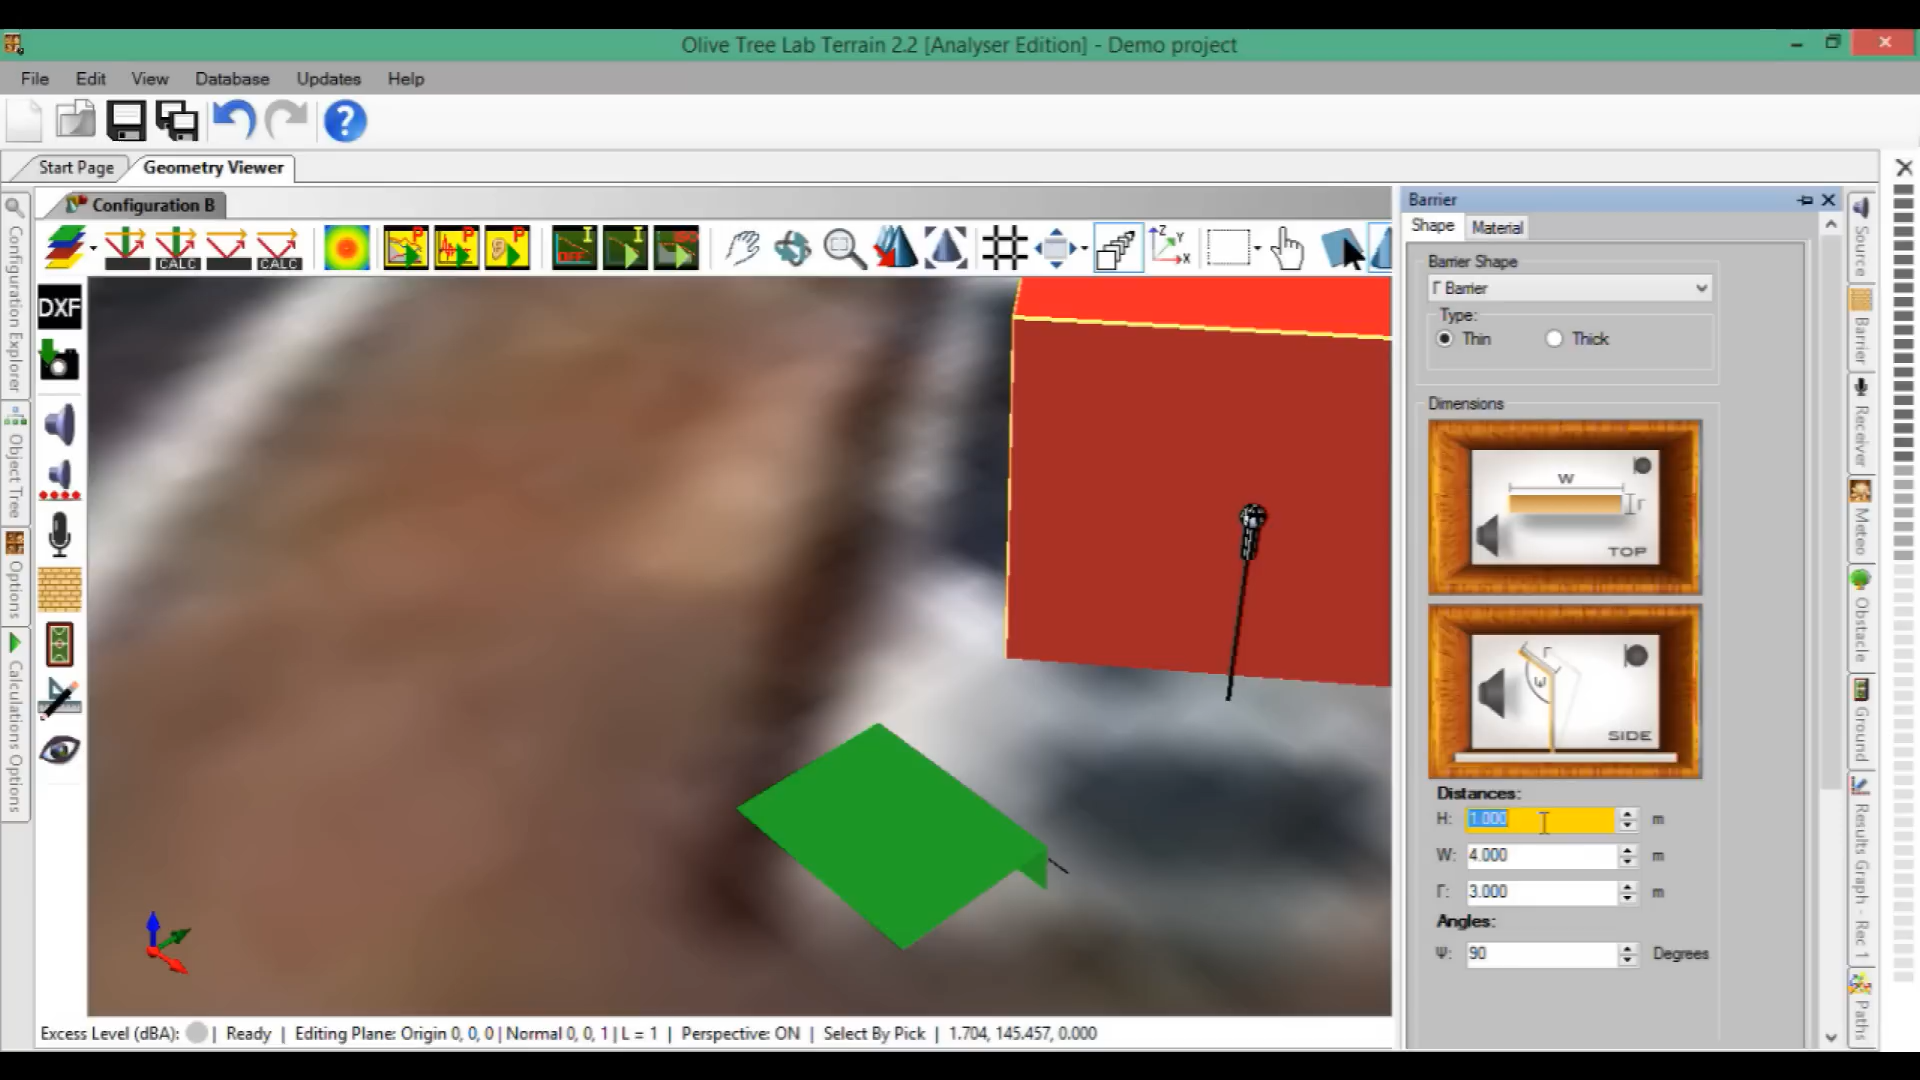 Olive Tree Lab Terrain 2.2 [Analyser Edition] - Demo project
File Edit View Database Updates Help
Start Page Geometry Viewer
Configuration B
CALC CALC P P P OFF I I I Z Y X
DXF
Configuration Explorer
Object Tree
Options
Calculations Options
Barrier
Shape Material
Barrier Shape
Γ Barrier
Type:
Thin Thick
Dimensions
W
Γ
TOP
Γ
Ψ
SIDE
Distances:
H: 1.000 m
W: 4.000 m
Γ: 3.000 m
Angles:
Ψ: 90 Degrees
Source
Barrier
Receiver
Meteo
Obstacle
Ground
Results Graph - Rec 1
Paths
Excess Level (dBA): | Ready | Editing Plane: Origin 0, 0, 0 | Normal 0, 0, 1 | L = 1 | Perspective: ON | Select By Pick | 1.704, 145.457, 0.000